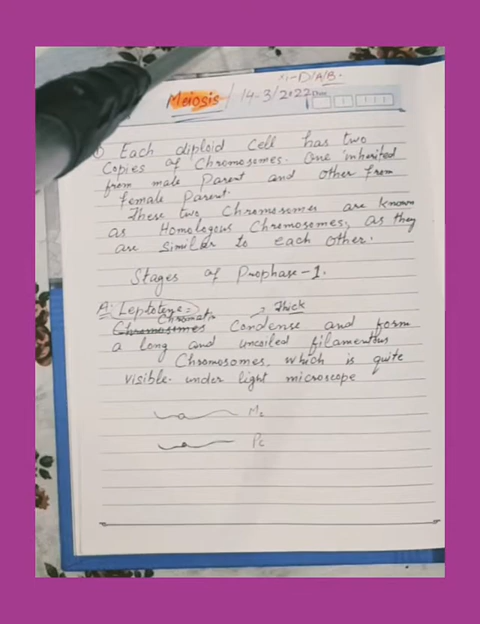 XI-D/A/B.
Meiosis 14-3/2022
① Each diploid cell has two
Copies of Chromosomes. One inherited
from male Parent and other from
female Parent.
These two Chromosomes are known
as Homologous Chromosomes, as they
are similar to each other.
Stages of Prophase-1.
A: Leptotene:
→ Thick
Chromatin
Chromosomes Condense and form
a long and uncoiled filamentous
Chromosomes, which is quite
visible under light microscope
Mc
Pc